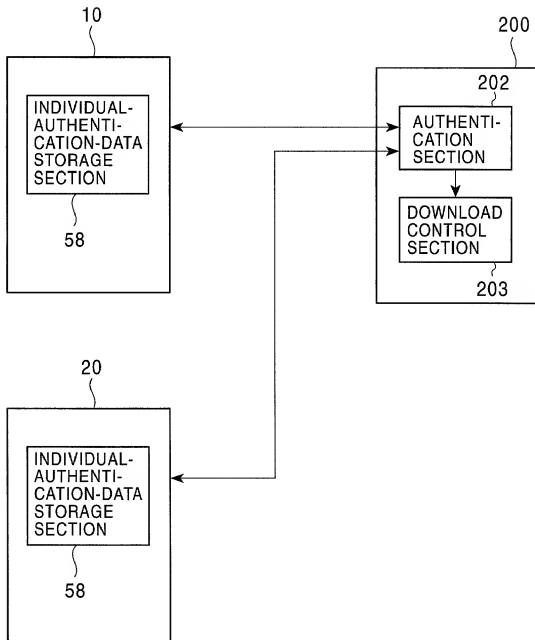 10
INDIVIDUAL-
AUTHENTI-
CATION-DATA
STORAGE
SECTION
58
200
202
AUTHENTI-
CATION
SECTION
DOWNLOAD
CONTROL
SECTION
203
20
INDIVIDUAL-
AUTHENTI-
CATION-DATA
STORAGE
SECTION
58